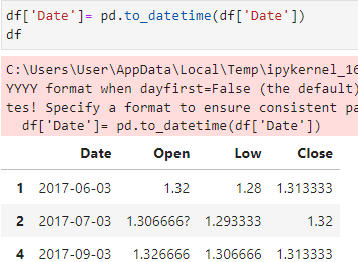 df['Date']= pd.to_datetime(df['Date'])
df
C:\Users\User\AppData\Local\Temp\ipykernel_16
YYYY format when dayfirst=False (the default)
tes! Specify a format to ensure consistent pa
df['Date']= pd.to_datetime(df['Date'])
Date Open Low Close
1 2017-06-03 1.32 1.28 1.313333
2 2017-07-03 1.306666? 1.293333 1.32
4 2017-09-03 1.326666 1.306666 1.313333